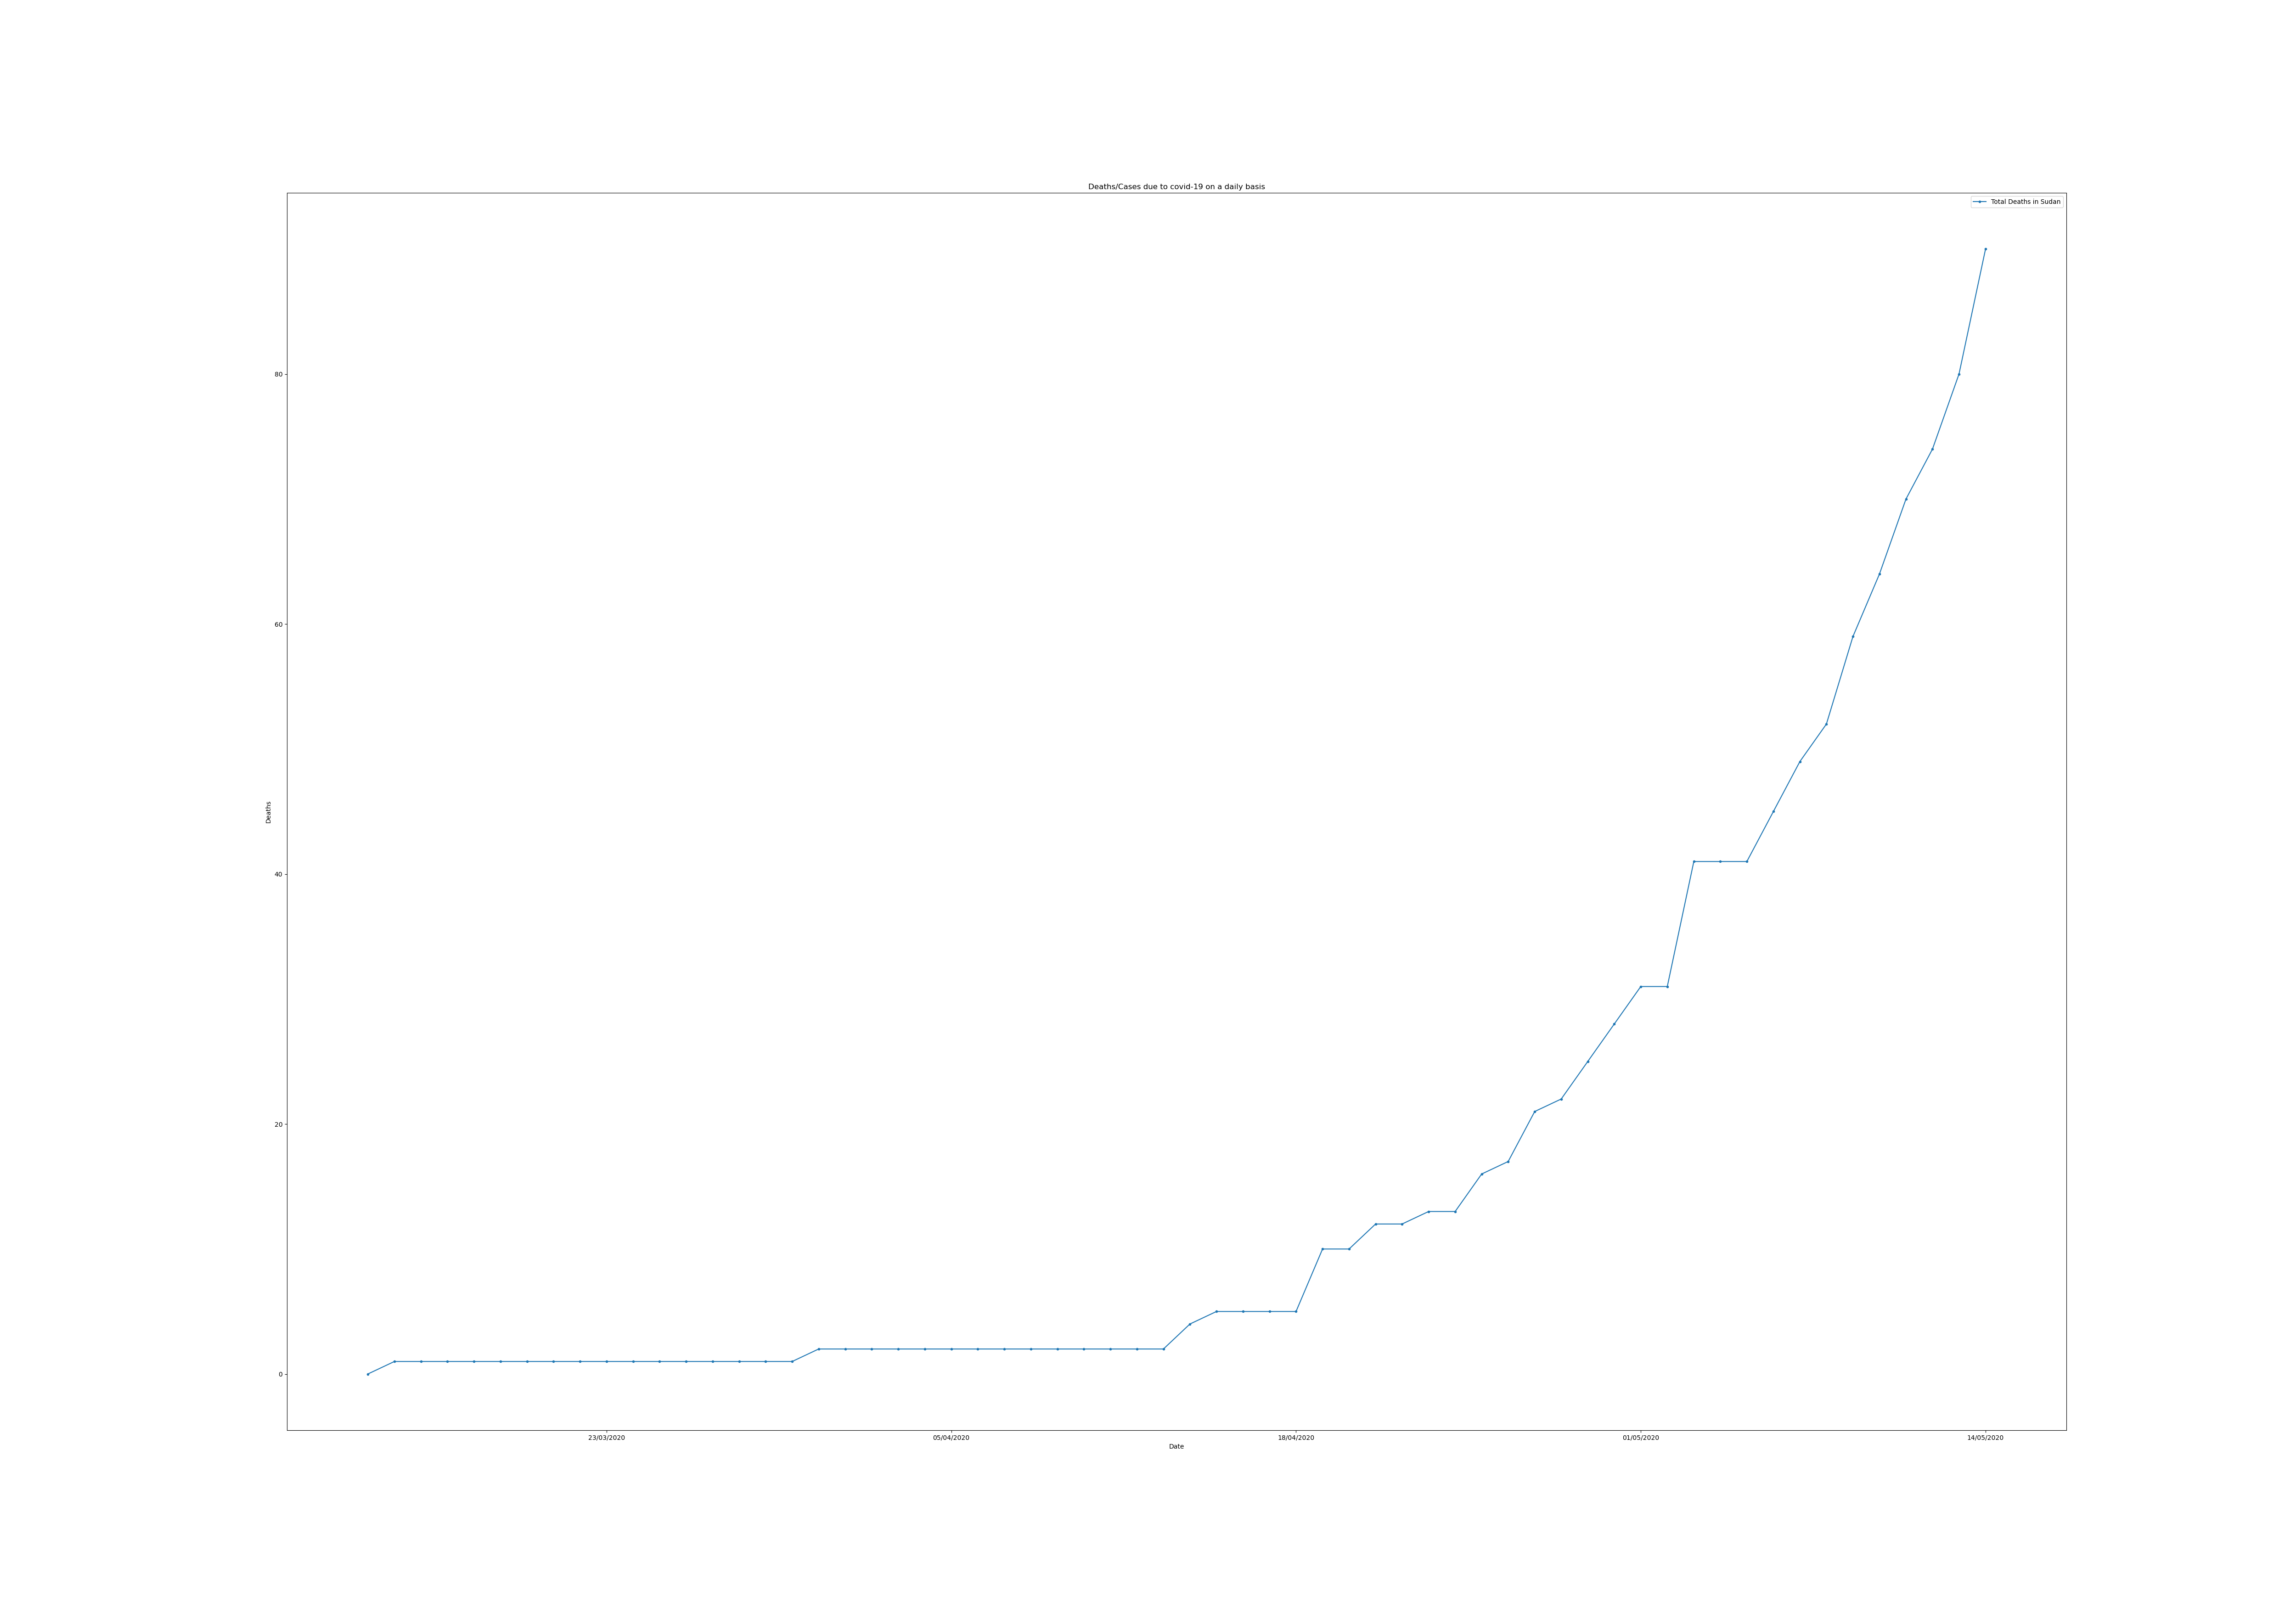 Deaths/Cases due to covid-19 on a daily basis
Total Deaths in Sudan
80
60
40
20
0
Deaths
23/03/2020 05/04/2020 18/04/2020 01/05/2020 14/05/2020
Date